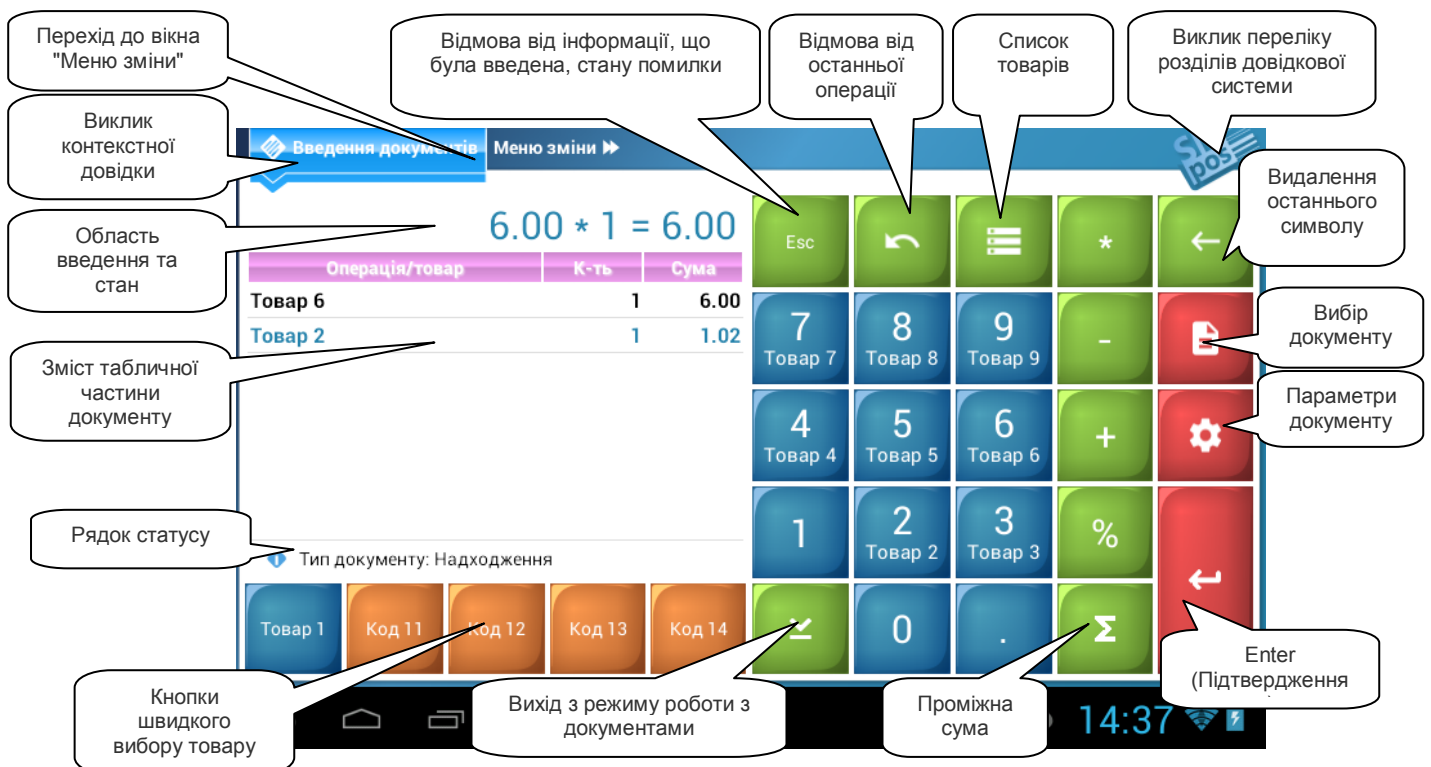 Перехід до вікна
"Меню зміни"
Відмова від інформації, що
була введена, стану помилки
Відмова від
останньої
операції
Список
товарів
Виклик переліку
розділів довідкової
системи
Виклик
контекстної
довідки
Введення документів
Меню зміни
pos
Видалення
останнього
символу
Область
введення та
стан
6.00 * 1 = 6.00
Esc
*
Операція/товар К-ть Сума
Товар 6 1 6.00
Товар 2 1 1.02
7
Товар 7
8
Товар 8
9
Товар 9
-
Вибір
документу
Зміст табличної
частини
документу
Параметри
документу
4
Товар 4
5
Товар 5
6
Товар 6
+
Рядок статусу
1
2
Товар 2
3
Товар 3
%
Тип документу: Надходження
Товар 1
Код 11
Код 12
Код 13
Код 14
0
.
Σ
Enter
(Підтвердження
Кнопки
швидкого
вибору товару
Вихід з режиму роботи з
документами
Проміжна
сума
14:37